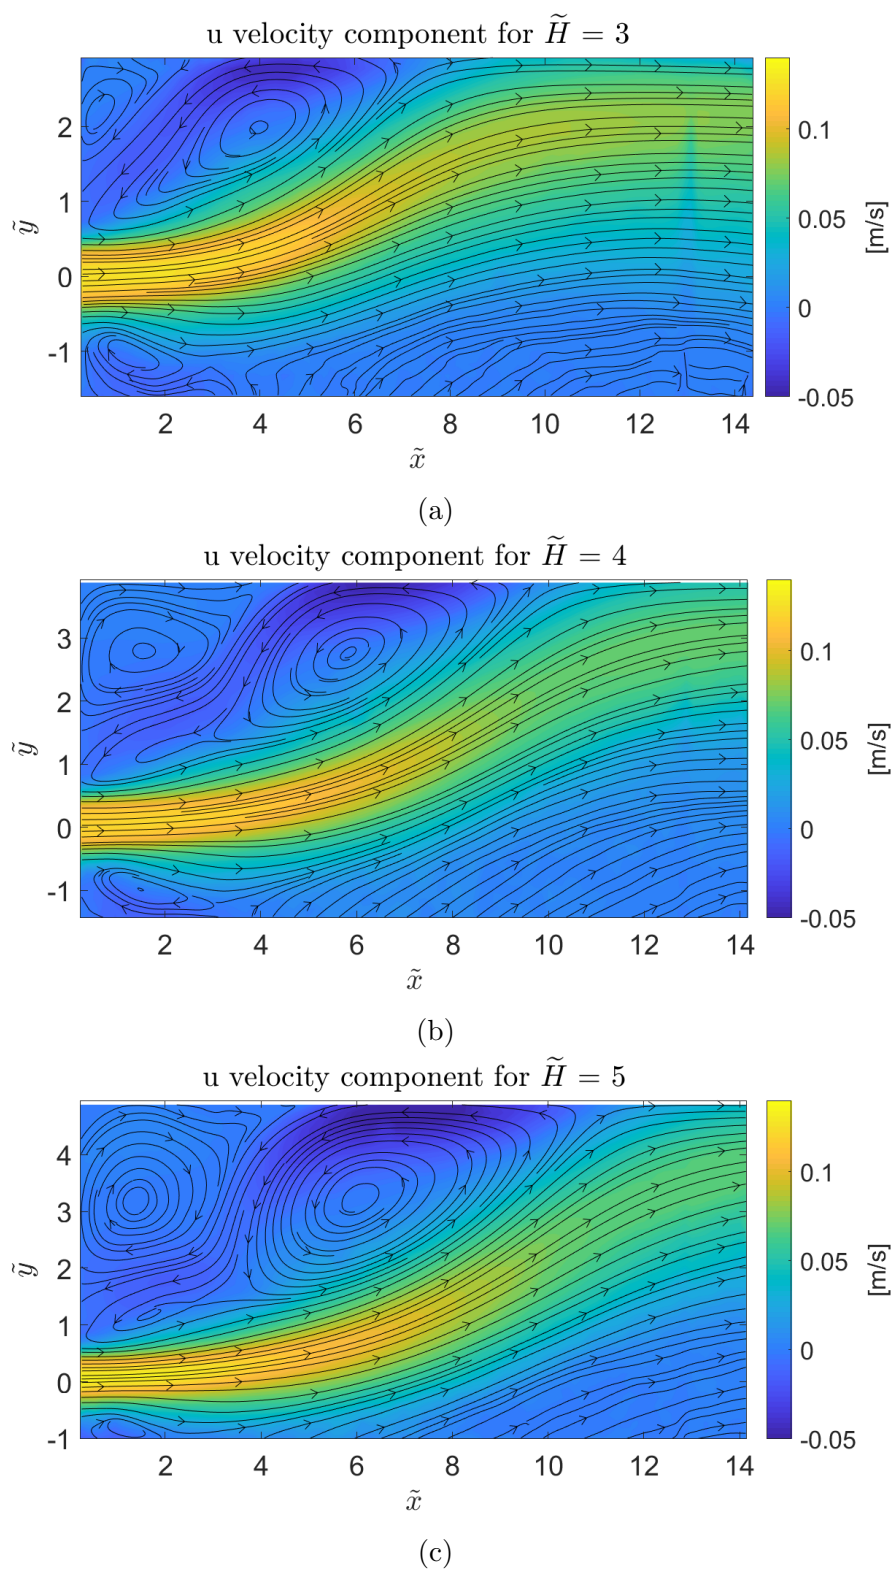 u velocity component for H̃ = 3
ỹ
2
1
0
-1
2 4 6 8 10 12 14
x̃
0.1
0.05
0
-0.05
[m/s]
(a)
u velocity component for H̃ = 4
ỹ
3
2
1
0
-1
2 4 6 8 10 12 14
x̃
0.1
0.05
0
-0.05
[m/s]
(b)
u velocity component for H̃ = 5
ỹ
4
3
2
1
0
-1
2 4 6 8 10 12 14
x̃
0.1
0.05
0
-0.05
[m/s]
(c)